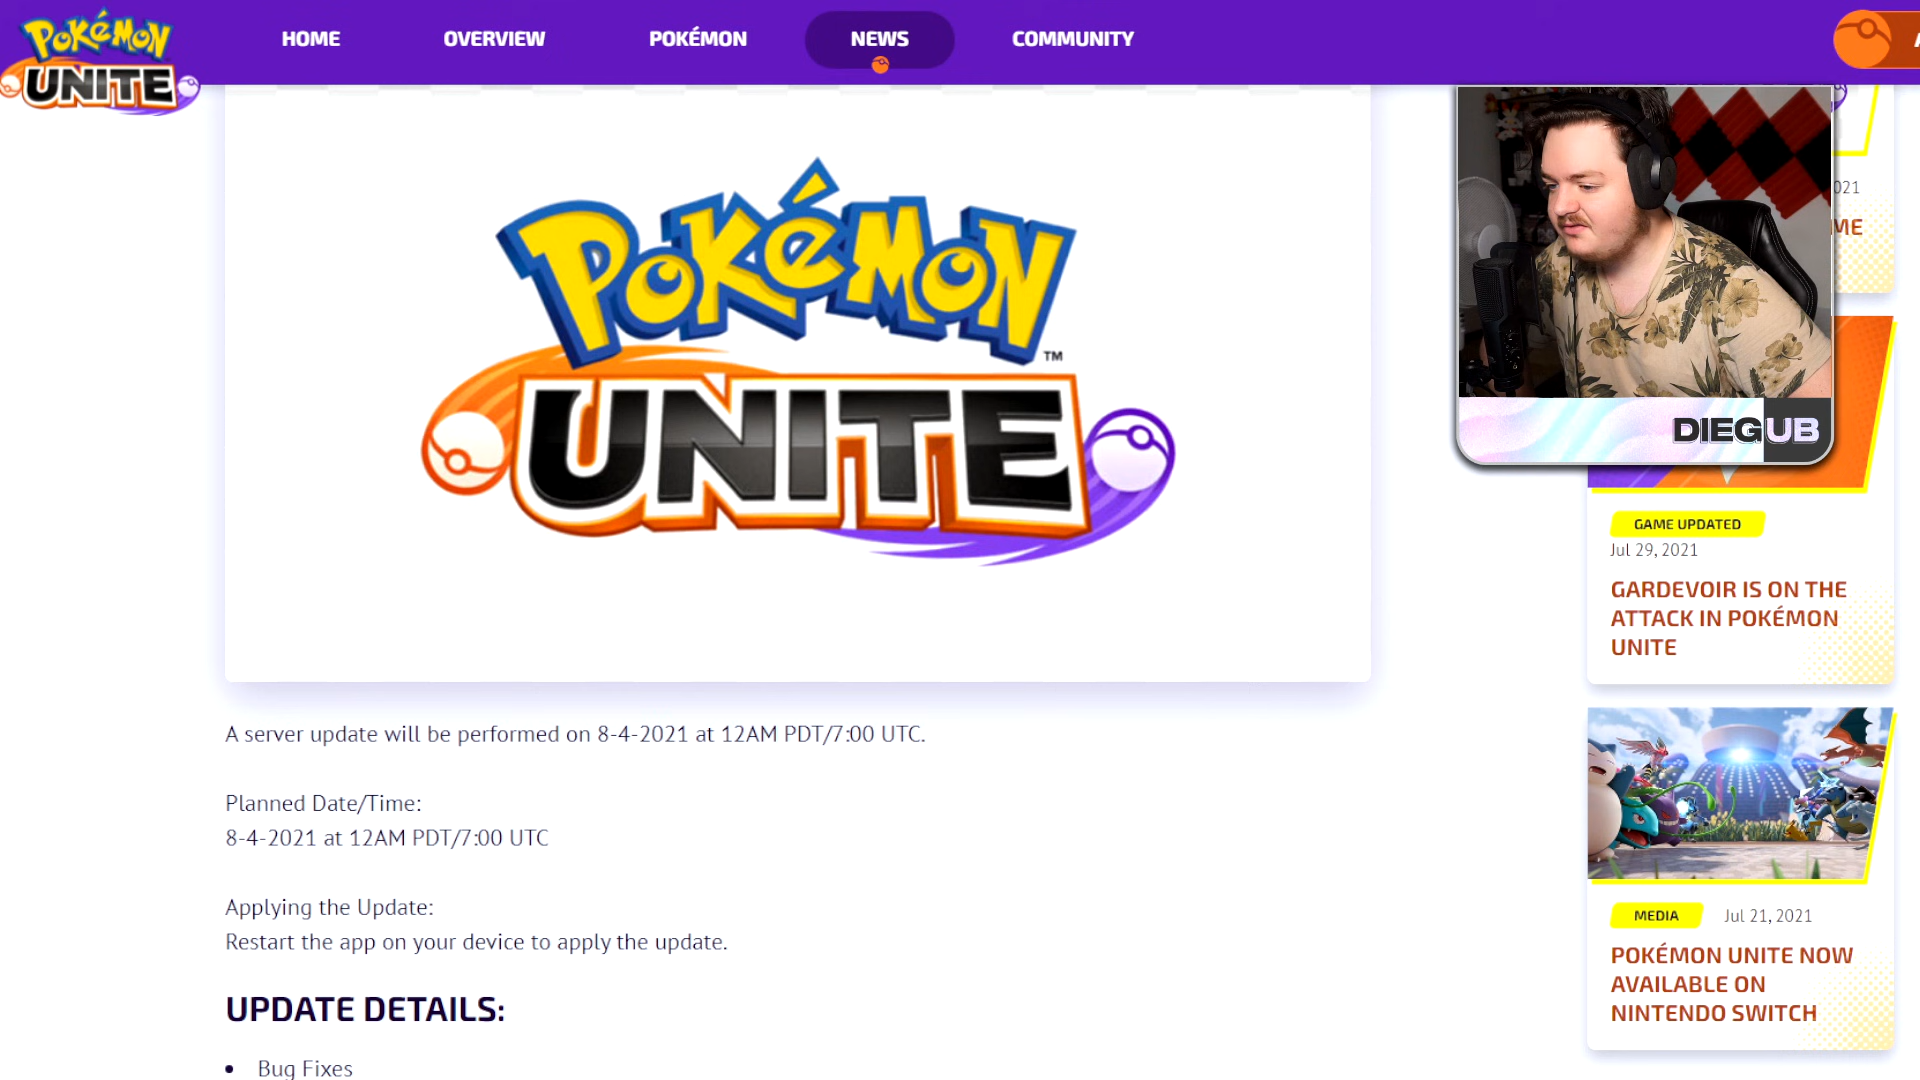 POKÉMON
UNITE
HOME
OVERVIEW
POKÉMON
NEWS
COMMUNITY
POKÉMON
TM
UNITE
DIEGUB
021
ME
GAME UPDATED
Jul 29, 2021
GARDEVOIR IS ON THE
ATTACK IN POKÉMON
UNITE
MEDIA
Jul 21, 2021
POKÉMON UNITE NOW
AVAILABLE ON
NINTENDO SWITCH
A server update will be performed on 8-4-2021 at 12AM PDT/7:00 UTC.
Planned Date/Time:
8-4-2021 at 12AM PDT/7:00 UTC
Applying the Update:
Restart the app on your device to apply the update.
UPDATE DETAILS:
• Bug Fixes